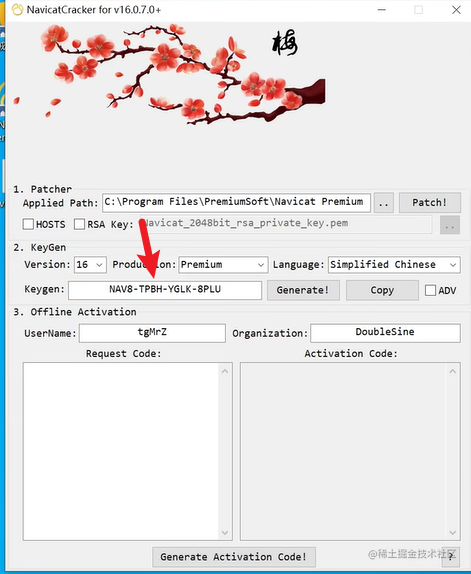 NavicatCracker for v16.0.7.0+
梅
1. Patcher
Applied Path: C:\Program Files\PremiumSoft\Navicat Premium .. Patch!
HOSTS RSA Key: Navicat_2048bit_rsa_private_key.pem ..
2. KeyGen
Version: 16 Production: Premium Language: Simplified Chinese
Keygen: NAV8-TPBH-YGLK-8PLU Generate! Copy ADV
3. Offline Activation
UserName: tgMrZ Organization: DoubleSine
Request Code: Activation Code:
Generate Activation Code! ?
@稀土掘金技术社区